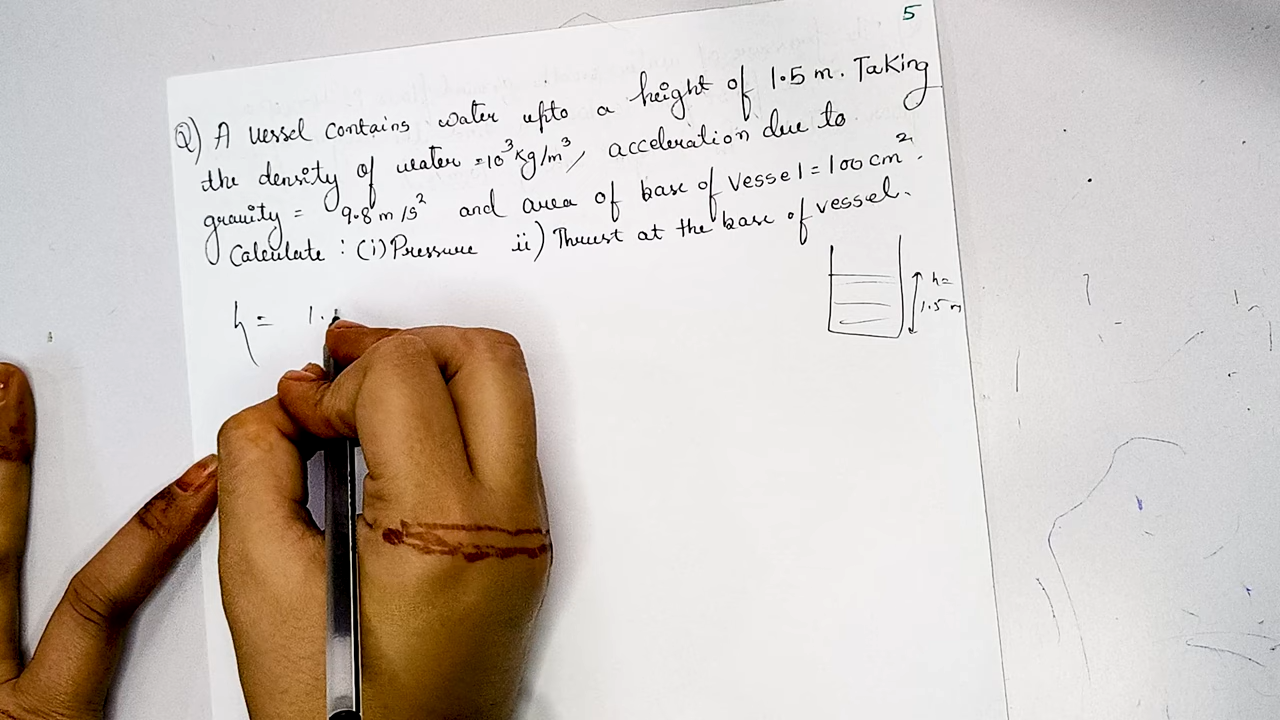 5
Q) A vessel contains water upto a height of 1.5 m. Taking
the density of water =10³ kg/m³, acceleration due to
gravity = 9.8 m/s² and area of base of vessel = 100 cm².
Calculate : (i) Pressure ii) Thrust at the base of vessel.
h=
1.5 m
h = 1.